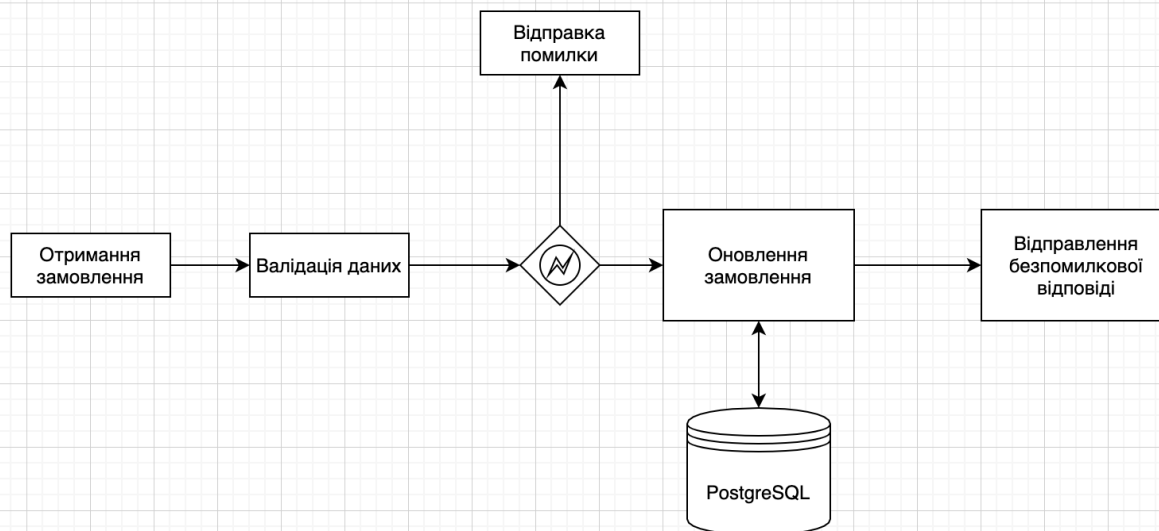 Відправка
помилки
Отримання
замовлення
Валідація даних
Оновлення
замовлення
Відправлення
безпомилкової
відповіді
PostgreSQL